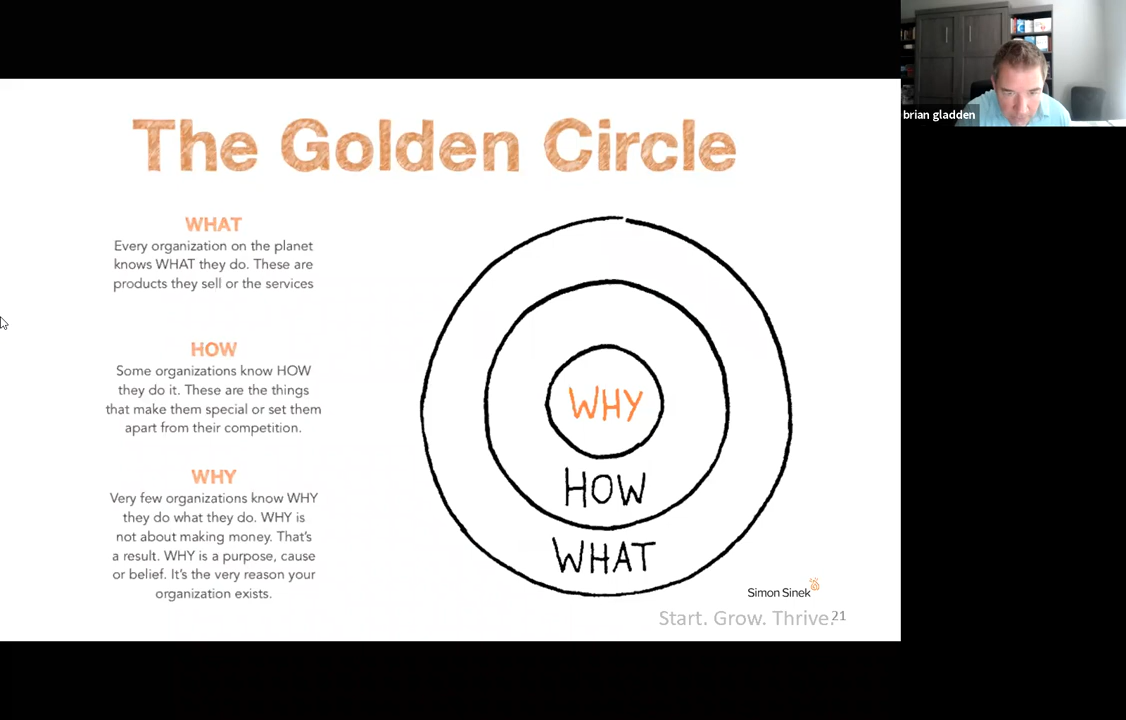 brian gladden
The Golden Circle
WHAT
Every organization on the planet
knows WHAT they do. These are
products they sell or the services
HOW
Some organizations know HOW
they do it. These are the things
that make them special or set them
apart from their competition.
WHY
Very few organizations know WHY
they do what they do. WHY is
not about making money. That's
a result. WHY is a purpose, cause
or belief. It's the very reason your
organization exists.
WHY
HOW
WHAT
Simon Sinek
Start. Grow. Thrive.21